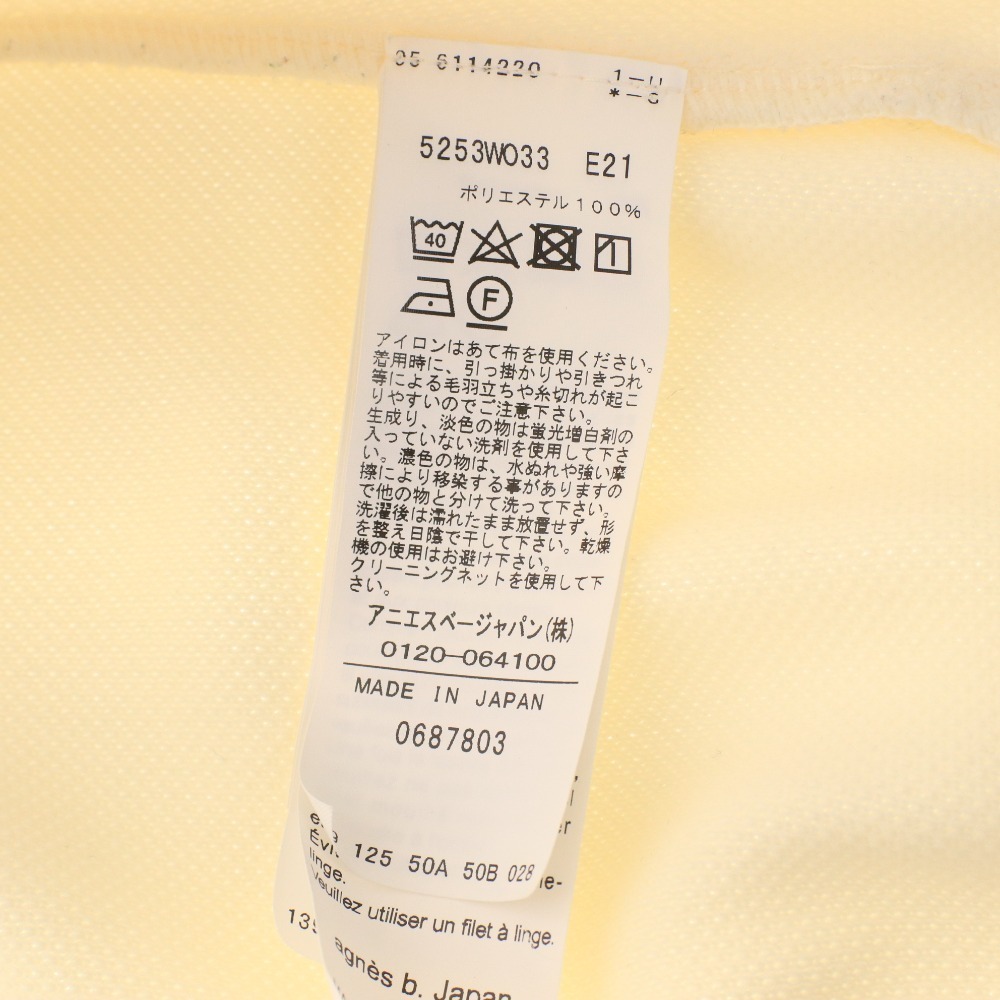 05 6114220
5253W033 E21
ポリエステル100%
40
F
アイロンはあて布を使用ください。
着用時に、引っ掛かりや引きつれ
等による毛羽立ちや糸切れが起こ
りやすいのでご注意下さい。
生成り、淡色の物は蛍光増白剤の
入っていない洗剤を使用して下さ
い。濃色の物は、水ぬれや強い摩
擦により移染する事がありますの
で他の物と分けて洗って下さい。
洗濯後は濡れたまま放置せず、形
を整え日陰で干して下さい。乾燥
機の使用はお避け下さい。
クリーニングネットを使用して下
さい。
アニエスベージャパン(株)
0120-064100
MADE IN JAPAN
0687803
125 50A 50B 028
linge.
Veuillez utiliser un filet à linge.
agnès b. Japan